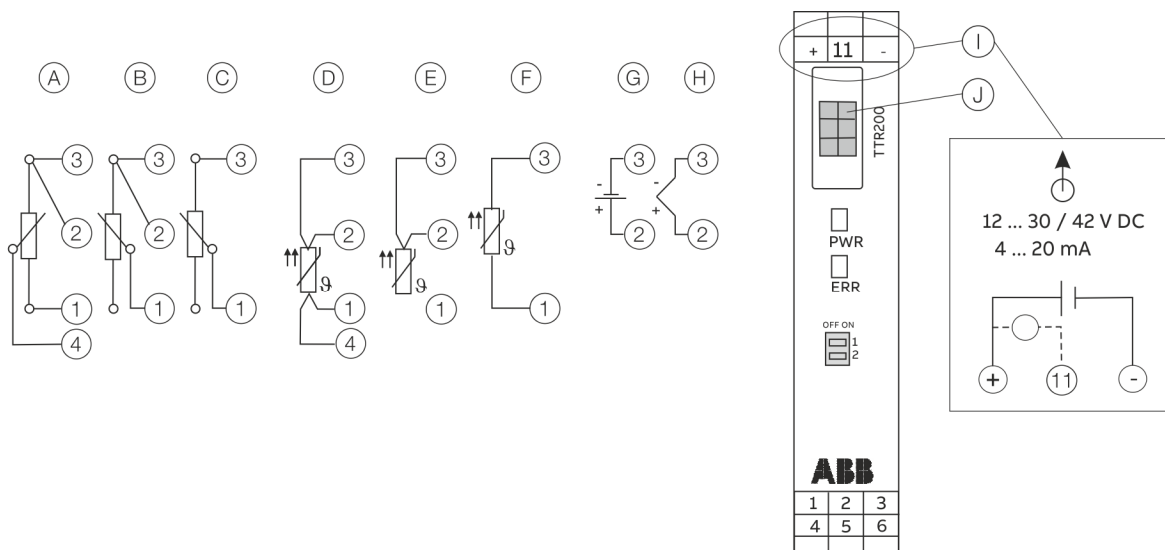 A B C D E F G H
3 3 3 3 3 3 3 3
2 2 2 2 2 2
1 1 1 1 1 1
4 4
ϑ ϑ ϑ
- -
+ +
+ 11 -
I
J
TTR200
PWR
ERR
OFF ON
1
2
ABB
1 2 3
4 5 6
12 ... 30 / 42 V DC
4 ... 20 mA
+ 11 -